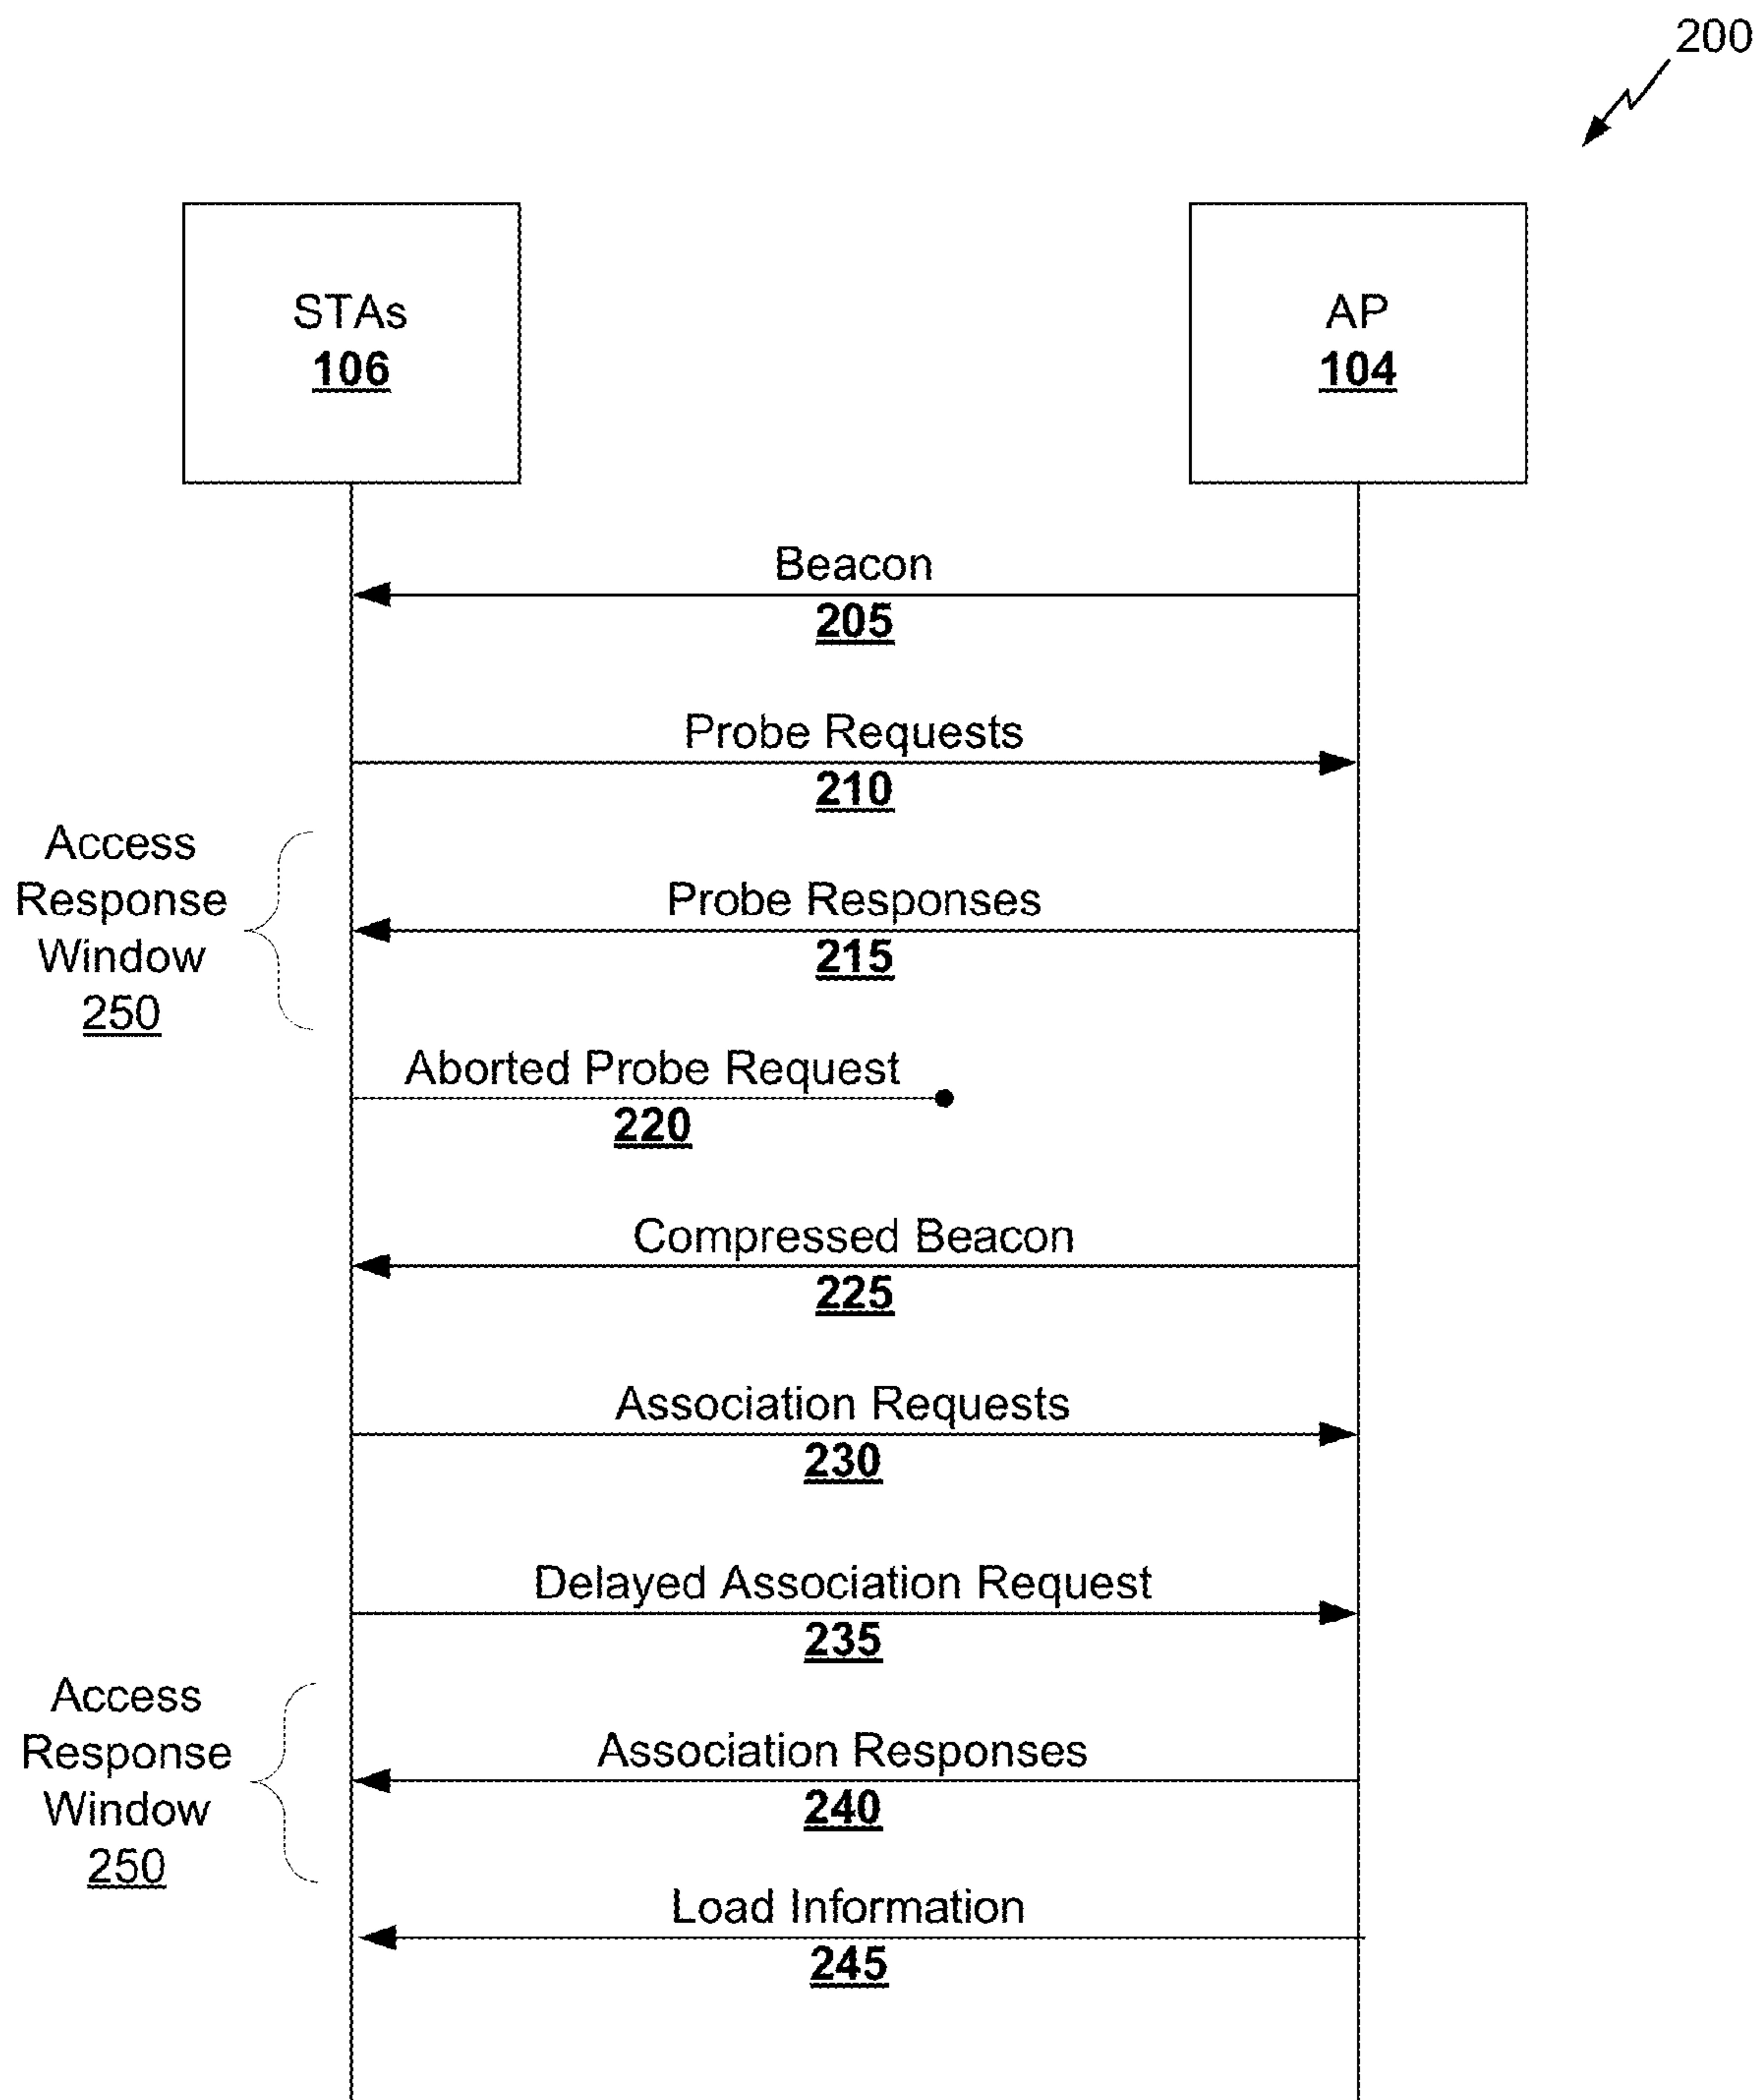 200
STAs
106
AP
104
Beacon
205
Probe Requests
210
Access
Response
Window
250
Probe Responses
215
Aborted Probe Request
220
Compressed Beacon
225
Association Requests
230
Delayed Association Request
235
Access
Response
Window
250
Association Responses
240
Load Information
245